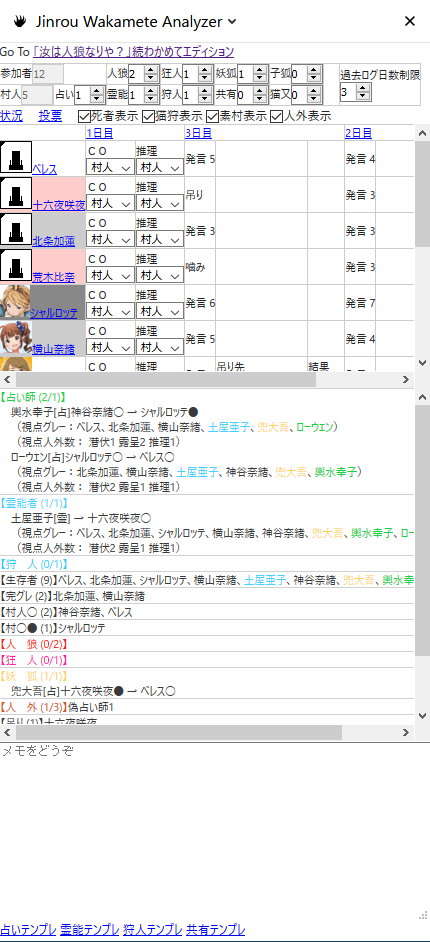 Jinrou Wakamete Analyzer
Go To 「汝は人狼なりや？」続わかめてエディション
参加者12 人狼2 狂人1 妖狐1 子狐0 過去ログ日数制限
村人5 占い1 霊能1 狩人1 共有0 猫又0 3
状況 投票 死者表示 猫狩表示 素村表示 人外表示
1日目 3日目 2日目
ベレス ＣＯ 推理 村人 村人 発言 5 発言 4
十六夜咲夜 ＣＯ 推理 村人 村人 吊り 発言 3
北条加蓮 ＣＯ 推理 村人 村人 発言 3 発言 3
荒木比奈 ＣＯ 推理 村人 村人 噛み 発言 3
シャルロッテ ＣＯ 推理 村人 村人 発言 6 発言 7
横山奈緒 ＣＯ 推理 村人 村人 発言 5 発言 4
ＣＯ 推理 吊り先 結果
【占い師 (2/1)】
輿水幸子[占]神谷奈緒○ → シャルロッテ●
（視点グレー：ベレス、北条加蓮、横山奈緒、土屋亜子、兜大吾、ローウェン）
（視点人外数： 潜伏2 露呈2 推理1）
ローウェン[占]シャルロッテ○ → ベレス○
（視点グレー：北条加蓮、横山奈緒、土屋亜子、神谷奈緒、兜大吾、輿水幸子）
（視点人外数： 潜伏2 露呈1 推理1）
【霊能者 (1/1)】
土屋亜子[霊] → 十六夜咲夜○
（視点グレー：ベレス、北条加蓮、シャルロッテ、横山奈緒、神谷奈緒、兜大吾、輿水幸子、ロー
（視点人外数： 潜伏2 露呈1 推理1）
【狩　人 (0/1)】
【生存者 (9)】ベレス、北条加蓮、シャルロッテ、横山奈緒、土屋亜子、神谷奈緒、兜大吾、輿水幸
【完グレ (2)】北条加蓮、横山奈緒
【村人○ (2)】神谷奈緒、ベレス
【村○● (1)】シャルロッテ
【人　狼 (0/2)】
【狂　人 (0/1)】
【妖　狐 (1/1)】
兜大吾[占]十六夜咲夜● → ベレス○
【人　外 (1/3)】偽占い師1
【吊り(1)】十六夜咲夜
メモをどうぞ
占いテンプレ 霊能テンプレ 狩人テンプレ 共有テンプレ